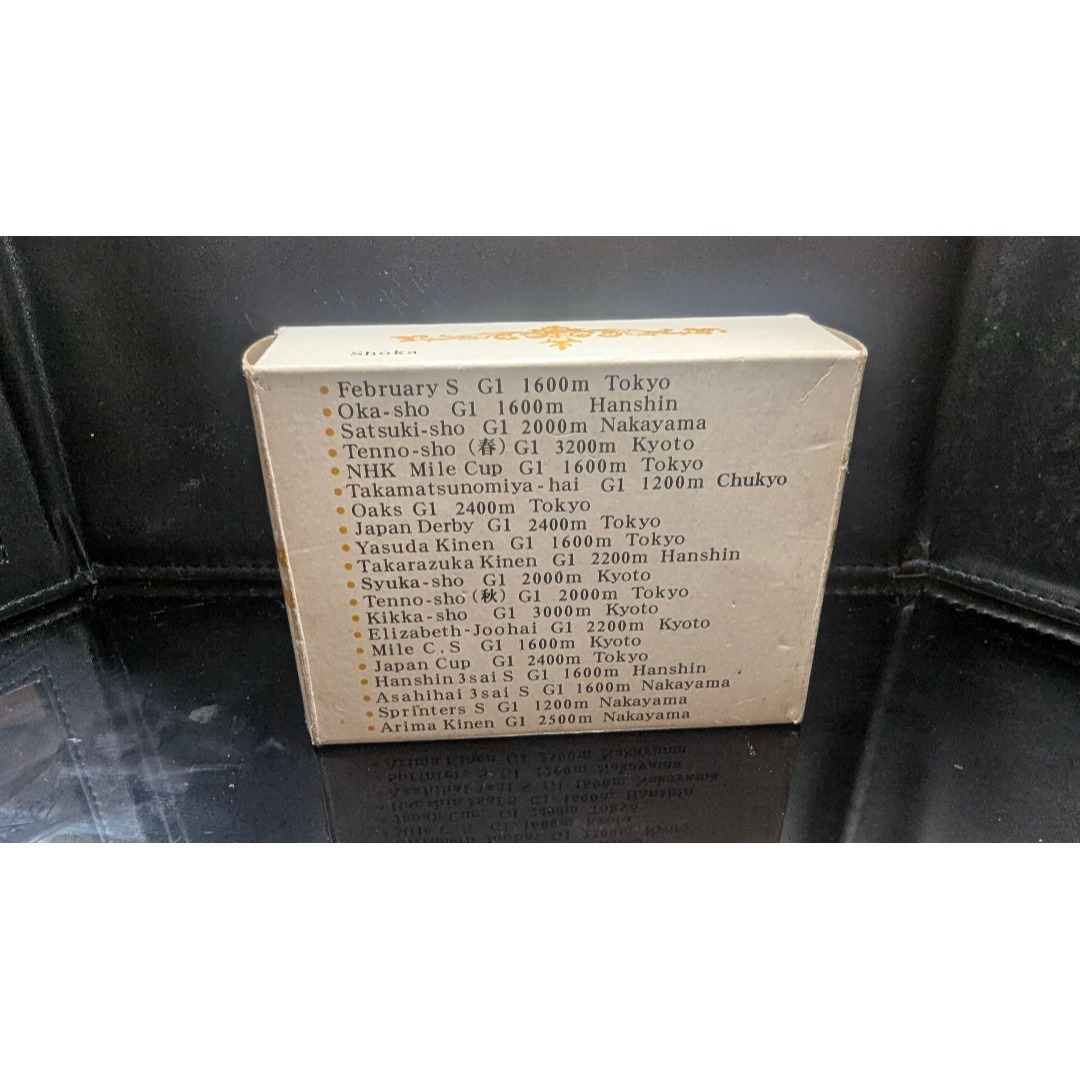 Shoka
• February S G1 1600m Tokyo
• Oka-sho G1 1600m Hanshin
• Satsuki-sho G1 2000m Nakayama
• Tenno-sho (春) G1 3200m Kyoto
• NHK Mile Cup G1 1600m Tokyo
• Takamatsunomiya-hai G1 1200m Chukyo
• Oaks G1 2400m Tokyo
• Japan Derby G1 2400m Tokyo
• Yasuda Kinen G1 1600m Tokyo
• Takarazuka Kinen G1 2200m Hanshin
• Syuka-sho G1 2000m Kyoto
• Tenno-sho (秋) G1 2000m Tokyo
• Kikka-sho G1 3000m Kyoto
• Elizabeth-Joohai G1 2200m Kyoto
• Mile C.S G1 1600m Kyoto
• Japan Cup G1 2400m Tokyo
• Hanshin 3sai S G1 1600m Hanshin
• Asahihai 3sai S G1 1600m Nakayama
• Sprinters S G1 1200m Nakayama
• Arima Kinen G1 2500m Nakayama